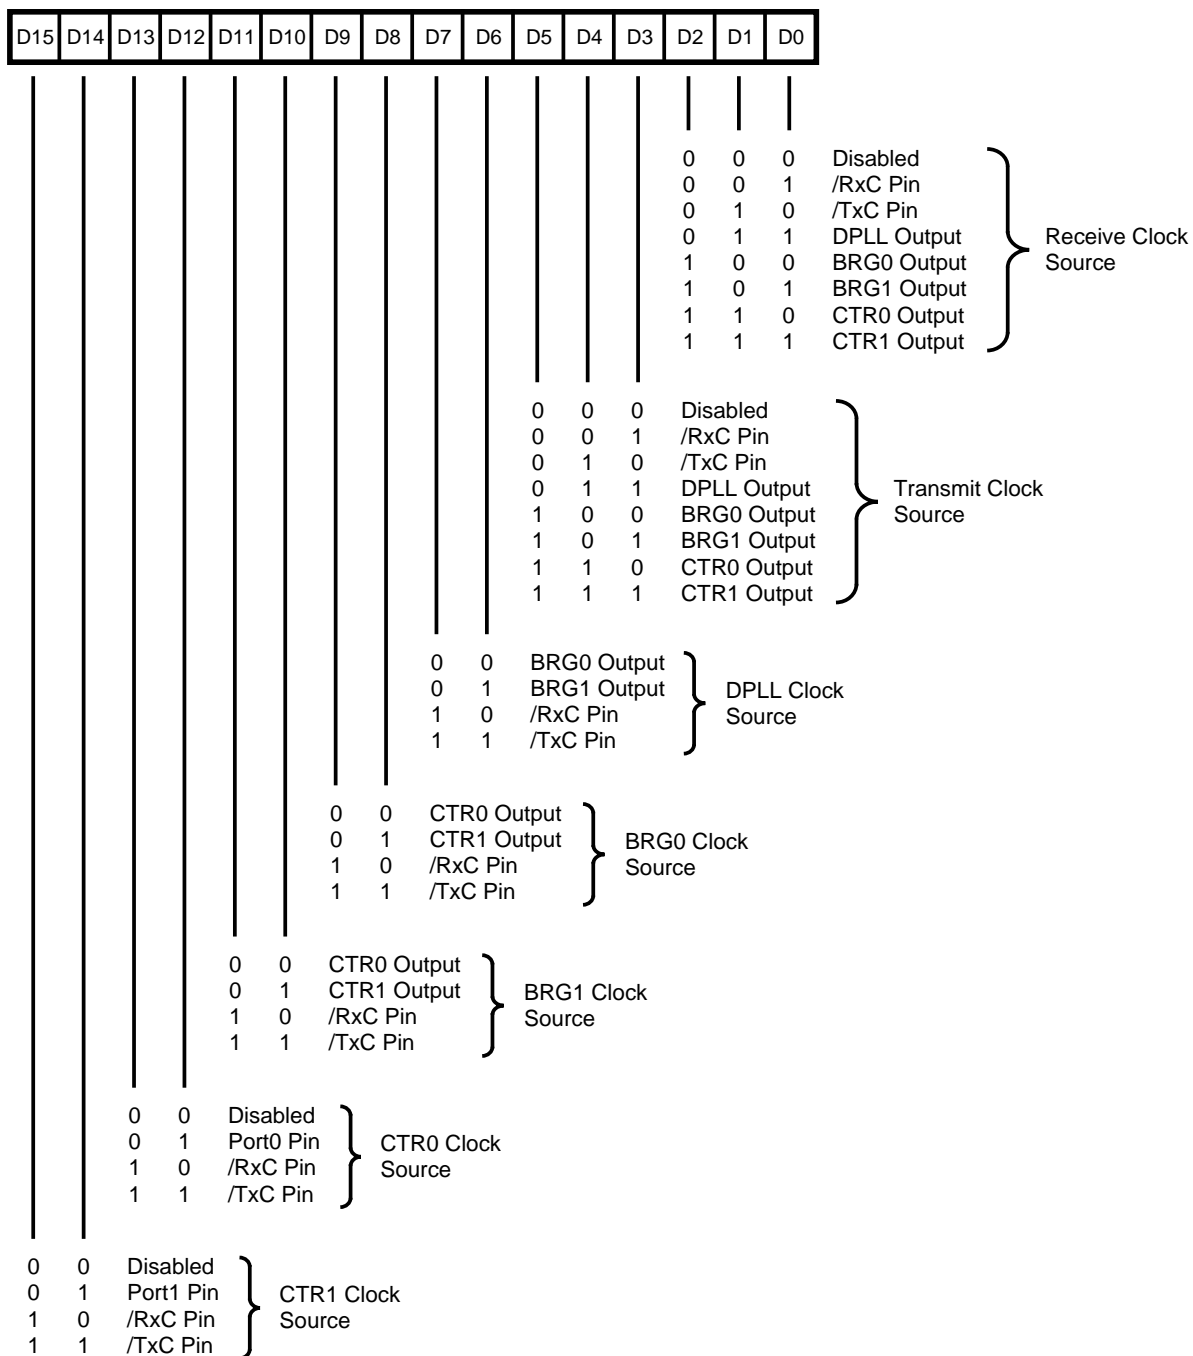 D15 D14 D13 D12 D11 D10 D9 D8 D7 D6 D5 D4 D3 D2 D1 D0
0 0 0 Disabled
0 0 1 /RxC Pin
0 1 0 /TxC Pin
0 1 1 DPLL Output
1 0 0 BRG0 Output
1 0 1 BRG1 Output
1 1 0 CTR0 Output
1 1 1 CTR1 Output
Receive Clock
Source
0 0 0 Disabled
0 0 1 /RxC Pin
0 1 0 /TxC Pin
0 1 1 DPLL Output
1 0 0 BRG0 Output
1 0 1 BRG1 Output
1 1 0 CTR0 Output
1 1 1 CTR1 Output
Transmit Clock
Source
0 0 BRG0 Output
0 1 BRG1 Output
1 0 /RxC Pin
1 1 /TxC Pin
DPLL Clock
Source
0 0 CTR0 Output
0 1 CTR1 Output
1 0 /RxC Pin
1 1 /TxC Pin
BRG0 Clock
Source
0 0 CTR0 Output
0 1 CTR1 Output
1 0 /RxC Pin
1 1 /TxC Pin
BRG1 Clock
Source
0 0 Disabled
0 1 Port0 Pin
1 0 /RxC Pin
1 1 /TxC Pin
CTR0 Clock
Source
0 0 Disabled
0 1 Port1 Pin
1 0 /RxC Pin
1 1 /TxC Pin
CTR1 Clock
Source